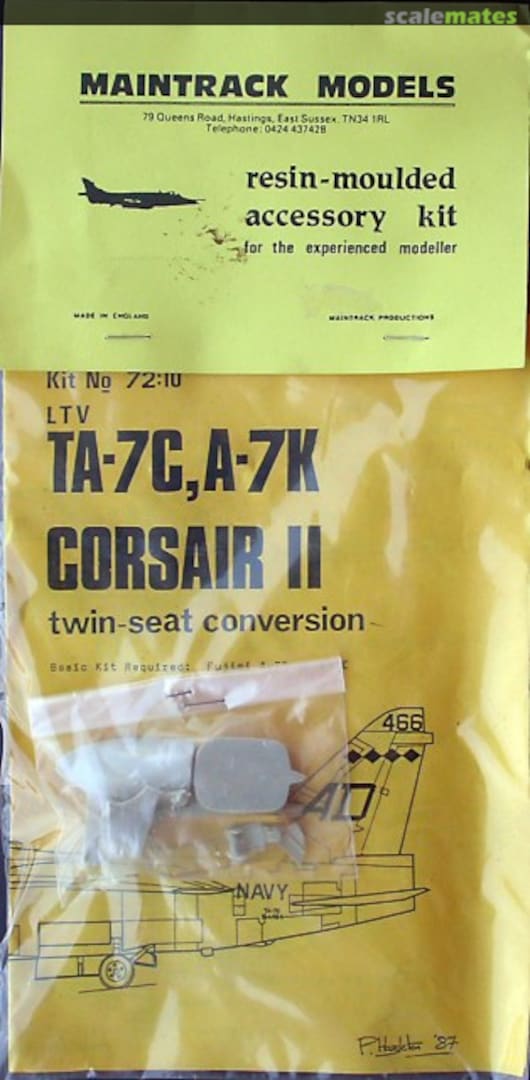 scalemates
MAINTRACK MODELS
79 Queens Road, Hastings, East Sussex. TN34 1RL
Telephone: 0424 437428
resin-moulded
accessory kit
for the experienced modeller
MADE IN ENGLAND
MAINTRACK PRODUCTIONS
Kit No 72:10
LTV
TA-7C, A-7K
CORSAIR II
twin-seat conversion
Basic Kit Required:
466
AD
NAVY
'87